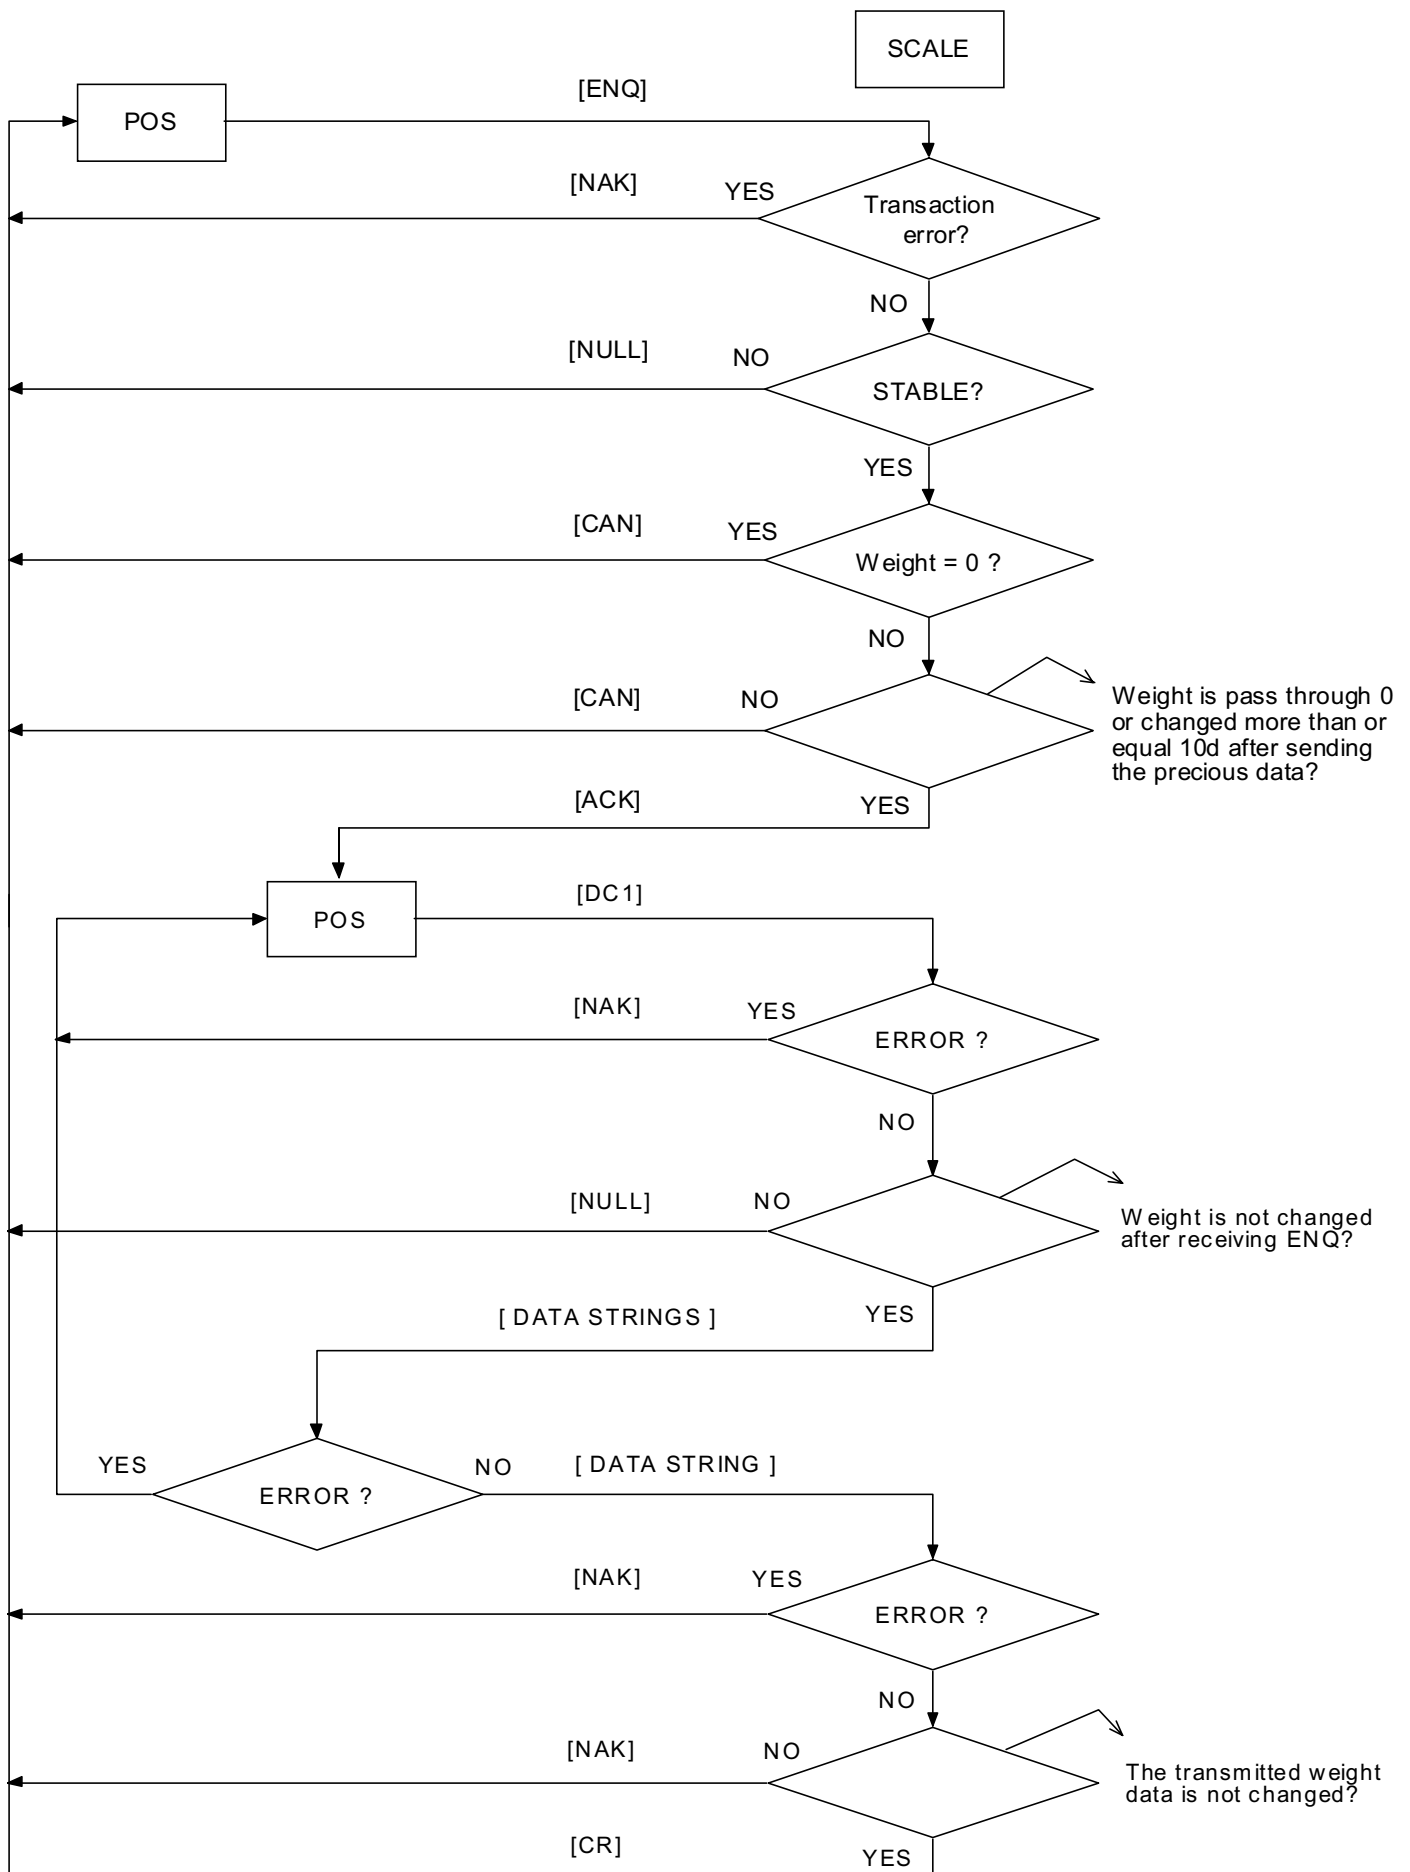 SCALE
[ENQ]
POS
[NAK]
YES
Transaction
error?
NO
[NULL]
NO
STABLE?
YES
[CAN]
YES
Weight = 0 ?
NO
[CAN]
NO
Weight is pass through 0
or changed more than or
equal 10d after sending
the precious data?
[ACK]
YES
[DC1]
POS
[NAK]
YES
ERROR ?
NO
[NULL]
NO
Weight is not changed
after receiving ENQ?
[ DATA STRINGS ]
YES
YES
ERROR ?
NO
[ DATA STRING ]
[NAK]
YES
ERROR ?
NO
[NAK]
NO
The transmitted weight
data is not changed?
[CR]
YES